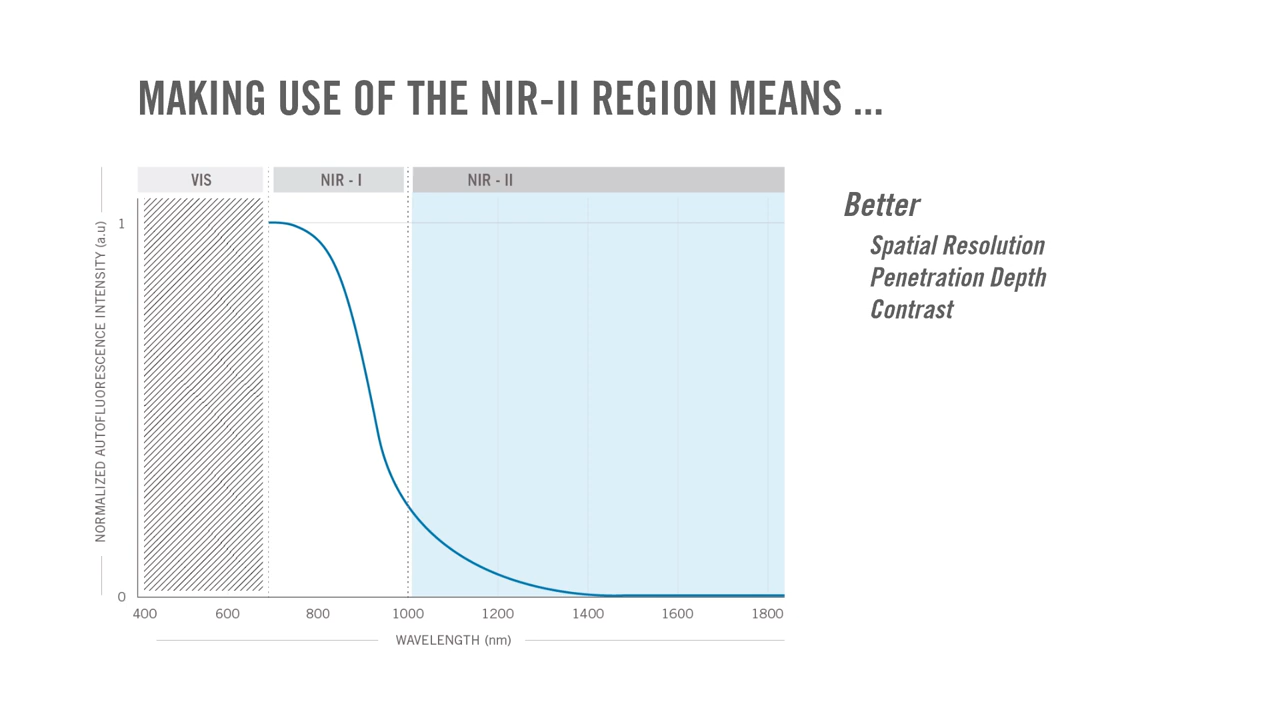 MAKING USE OF THE NIR-II REGION MEANS ...
VIS
NIR - I
NIR - II
NORMALIZED AUTOFLUORESCENCE INTENSITY (a.u)
1
0
400 600 800 1000 1200 1400 1600 1800
WAVELENGTH (nm)
Better
Spatial Resolution
Penetration Depth
Contrast